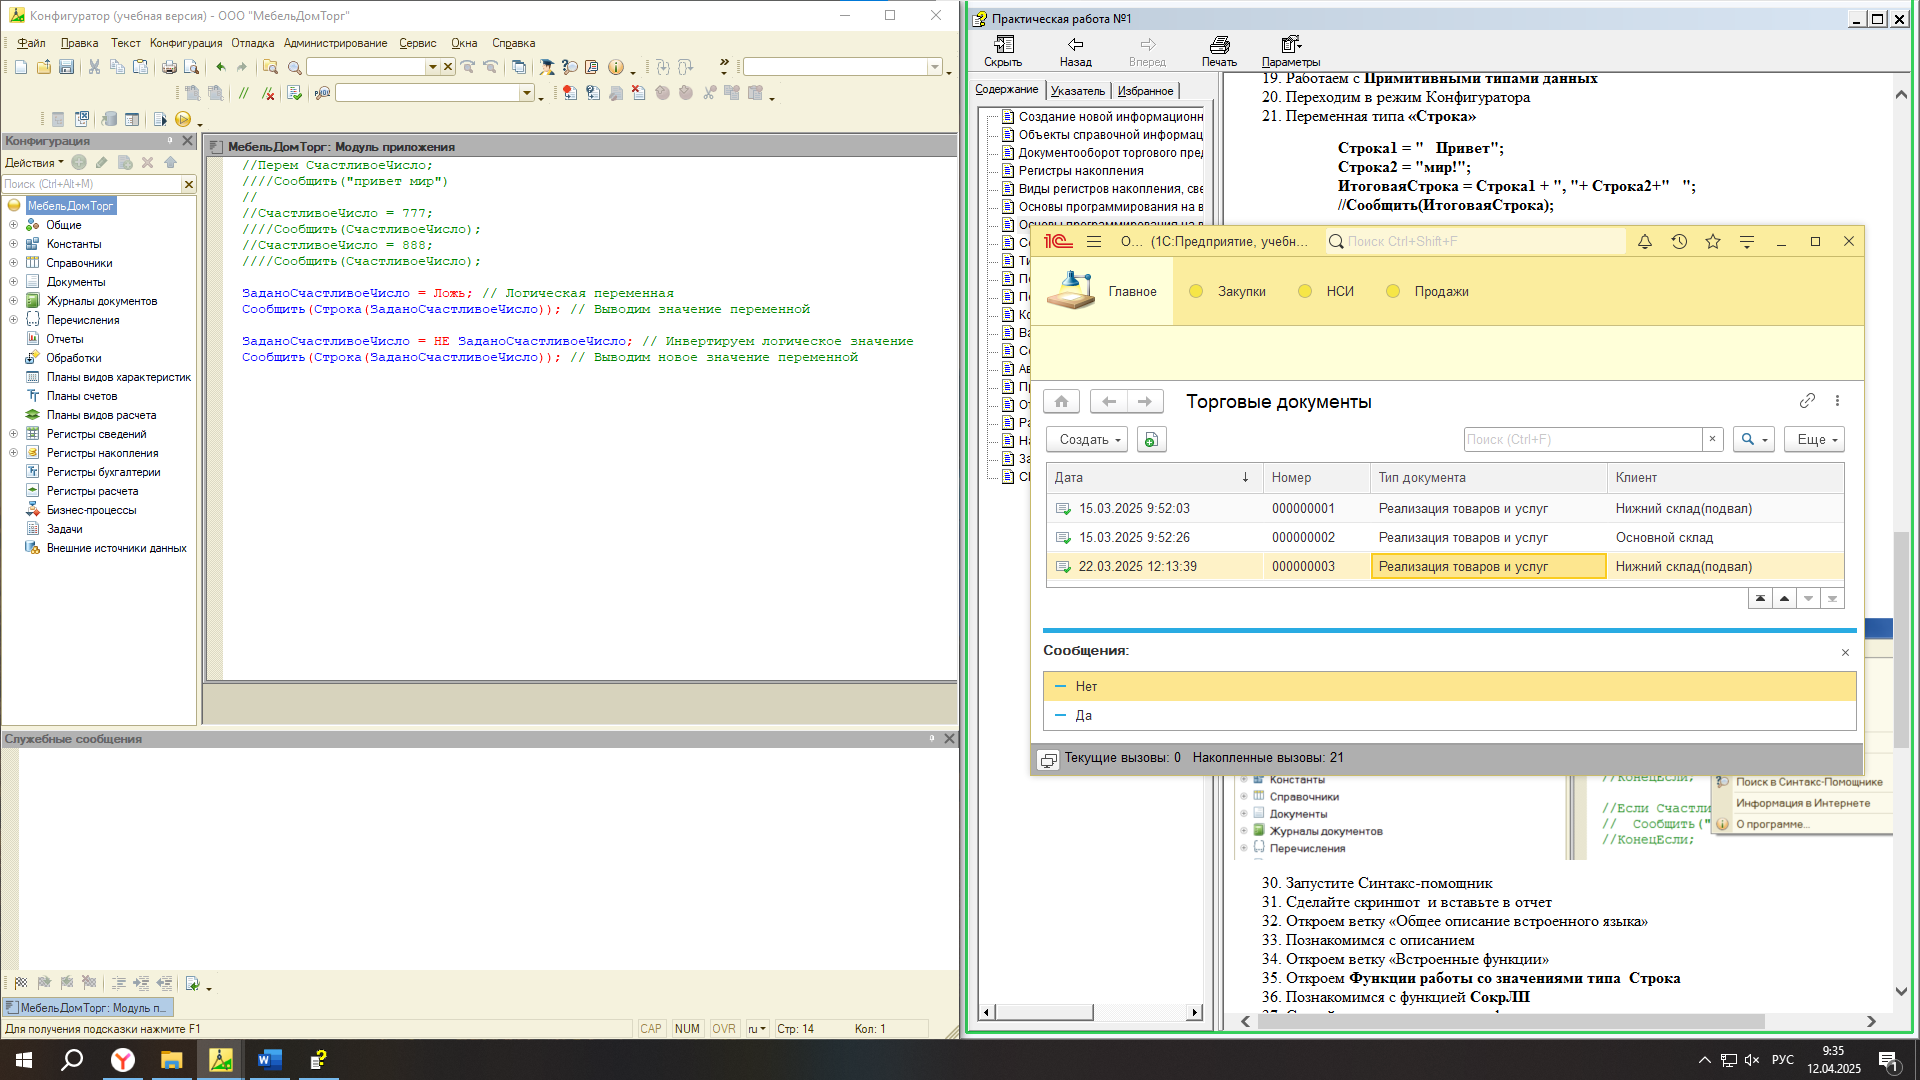 Конфигуратор (учебная версия) - ООО "МебельДомТорг"
Файл Правка Текст Конфигурация Отладка Администрирование Сервис Окна Справка
Конфигурация
Действия
Поиск (Ctrl+Alt+M)
МебельДомТорг
Общие
Константы
Справочники
Документы
Журналы документов
Перечисления
Отчеты
Обработки
Планы видов характеристик
Планы счетов
Планы видов расчета
Регистры сведений
Регистры накопления
Регистры бухгалтерии
Регистры расчета
Бизнес-процессы
Задачи
Внешние источники данных
МебельДомТорг: Модуль приложения
//Перем СчастливоеЧисло;
////Сообщить("привет мир")
//
//СчастливоеЧисло = 777;
////Сообщить(СчастливоеЧисло);
//СчастливоеЧисло = 888;
////Сообщить(СчастливоеЧисло);
ЗаданоСчастливоеЧисло = Ложь; // Логическая переменная
Сообщить(Строка(ЗаданоСчастливоеЧисло)); // Выводим значение переменной
ЗаданоСчастливоеЧисло = НЕ ЗаданоСчастливоеЧисло; // Инвертируем логическое значение
Сообщить(Строка(ЗаданоСчастливоеЧисло)); // Выводим новое значение переменной
Служебные сообщения
МебельДомТорг: Модуль п...
Для получения подсказки нажмите F1
CAP NUM OVR ru Стр: 14 Кол: 1
Практическая работа №1
Скрыть Назад Вперед Печать Параметры
Содержание Указатель Избранное
Создание новой информационн
Объекты справочной информац
Документооборот торгового пред
Регистры накопления
Виды регистров накопления, све
Основы программирования на в
19. Работаем с Примитивными типами данных
20. Переходим в режим Конфигуратора
21. Переменная типа «Строка»
Строка1 = "   Привет";
Строка2 = "мир!";
ИтоговаяСтрока = Строка1 + ", "+ Строка2+"   ";
//Сообщить(ИтоговаяСтрока);
О... (1С:Предприятие, учебн...
Поиск Ctrl+Shift+F
Главное Закупки НСИ Продажи
Торговые документы
Создать
Поиск (Ctrl+F)
×
Еще
Дата ↓ Номер Тип документа Клиент
15.03.2025 9:52:03 000000001 Реализация товаров и услуг Нижний склад(подвал)
15.03.2025 9:52:26 000000002 Реализация товаров и услуг Основной склад
22.03.2025 12:13:39 000000003 Реализация товаров и услуг Нижний склад(подвал)
Сообщения:
Нет
Да
Текущие вызовы: 0 Накопленные вызовы: 21
Константы
Справочники
Документы
Журналы документов
Перечисления
//КонецЕсли;
//Если Счастли
// Сообщить("
//КонецЕсли;
Поиск в Синтакс-Помощнике
Информация в Интернете
О программе...
30. Запустите Синтакс-помощник
31. Сделайте скриншот и вставьте в отчет
32. Откроем ветку «Общее описание встроенного языка»
33. Познакомимся с описанием
34. Откроем ветку «Встроенные функции»
35. Откроем Функции работы со значениями типа Строка
36. Познакомимся с функцией СокрЛП
РУС
9:35
12.04.2025
1